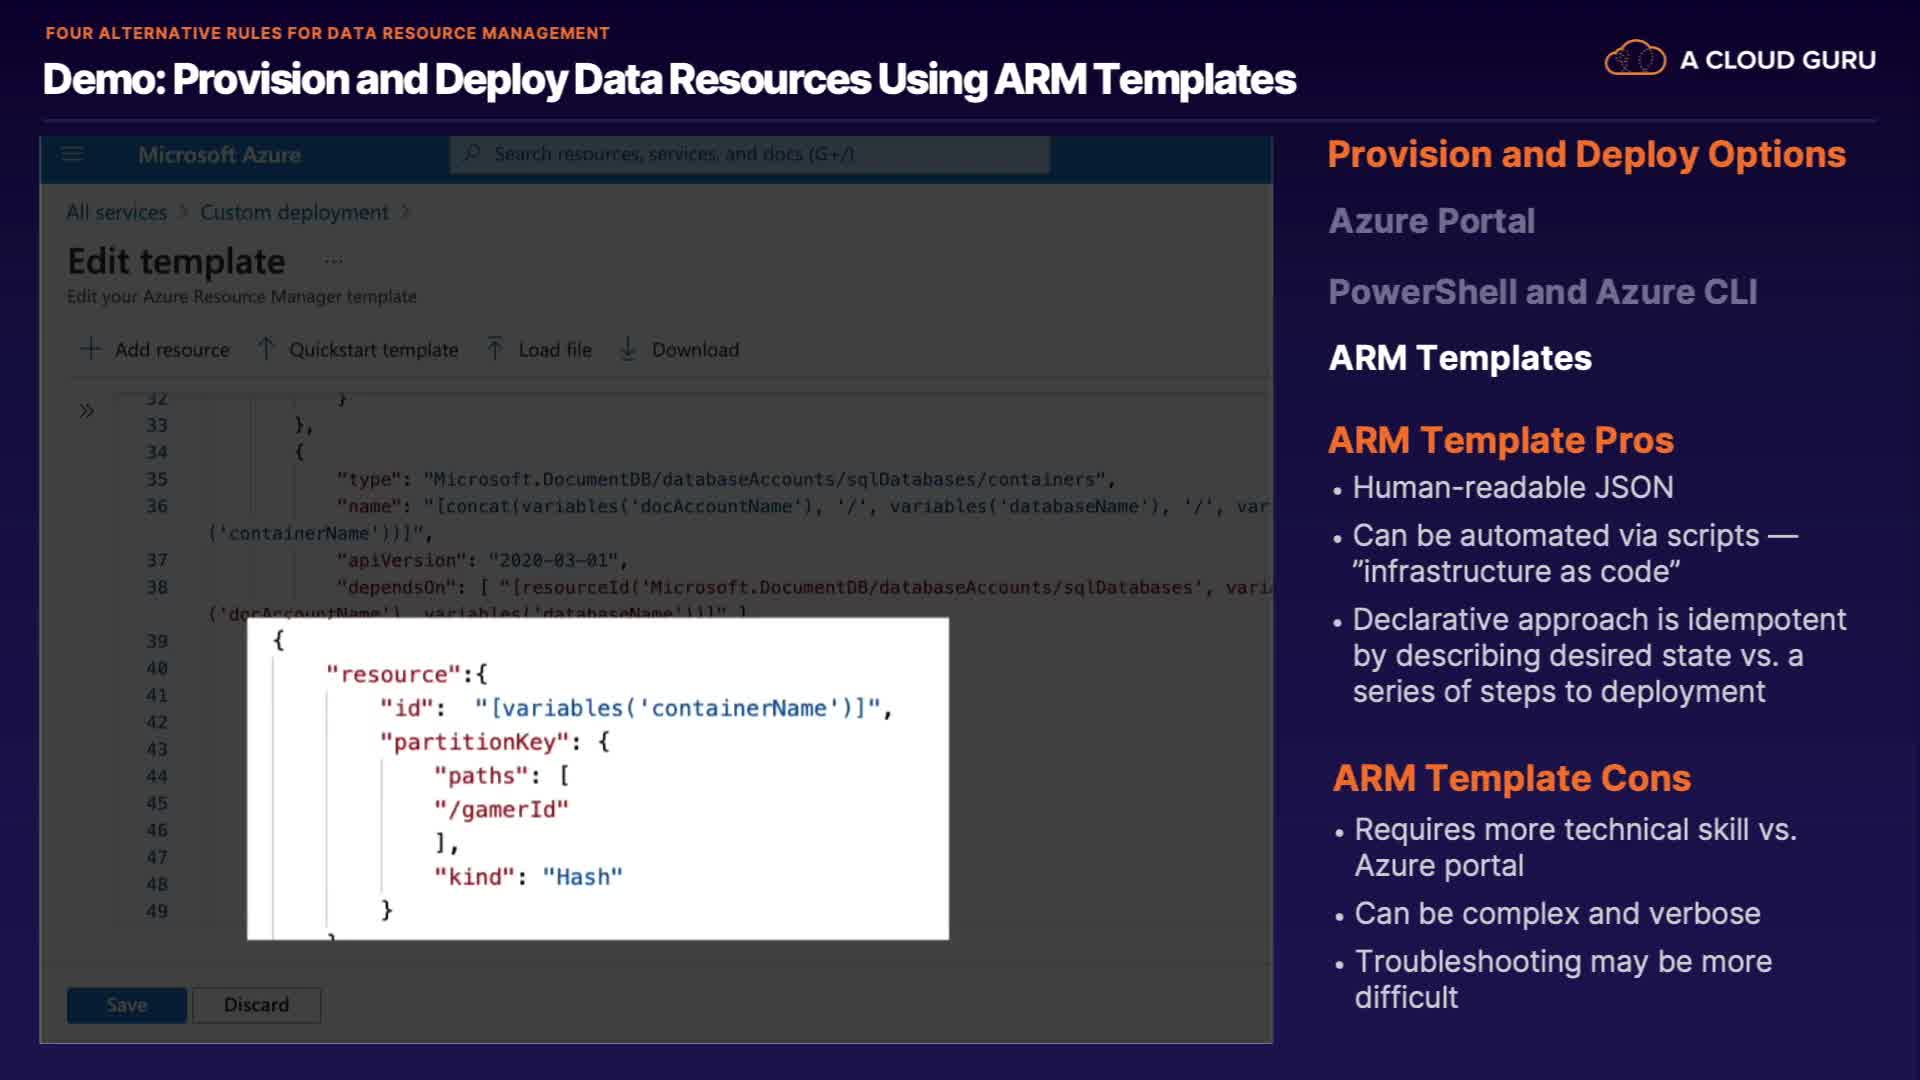 FOUR ALTERNATIVE RULES FOR DATA RESOURCE MANAGEMENT
Demo: Provision and Deploy Data Resources Using ARM Templates
A CLOUD GURU
Microsoft Azure
Search resources, services, and docs (G+/)
All services > Custom deployment >
Edit template ...
Edit your Azure Resource Manager template
+ Add resource ↑ Quickstart template ↑ Load file ↓ Download
»
32 }
33 },
34 {
35 "type": "Microsoft.DocumentDB/databaseAccounts/sqlDatabases/containers",
36 "name": "[concat(variables('docAccountName'), '/', variables('databaseName'), '/', var
('containerName'))]",
37 "apiVersion": "2020-03-01",
38 "dependsOn": [ "[resourceId('Microsoft.DocumentDB/databaseAccounts/sqlDatabases', vari
('docAccountName'), variables('databaseName'))]" ]
39
40
41
42
43
44
45
46
47
48
49
{
"resource":{
"id": "[variables('containerName')]",
"partitionKey": {
"paths": [
"/gamerId"
],
"kind": "Hash"
}
Save
Discard
Provision and Deploy Options
Azure Portal
PowerShell and Azure CLI
ARM Templates
ARM Template Pros
• Human-readable JSON
• Can be automated via scripts —
”infrastructure as code”
• Declarative approach is idempotent
by describing desired state vs. a
series of steps to deployment
ARM Template Cons
• Requires more technical skill vs.
Azure portal
• Can be complex and verbose
• Troubleshooting may be more
difficult